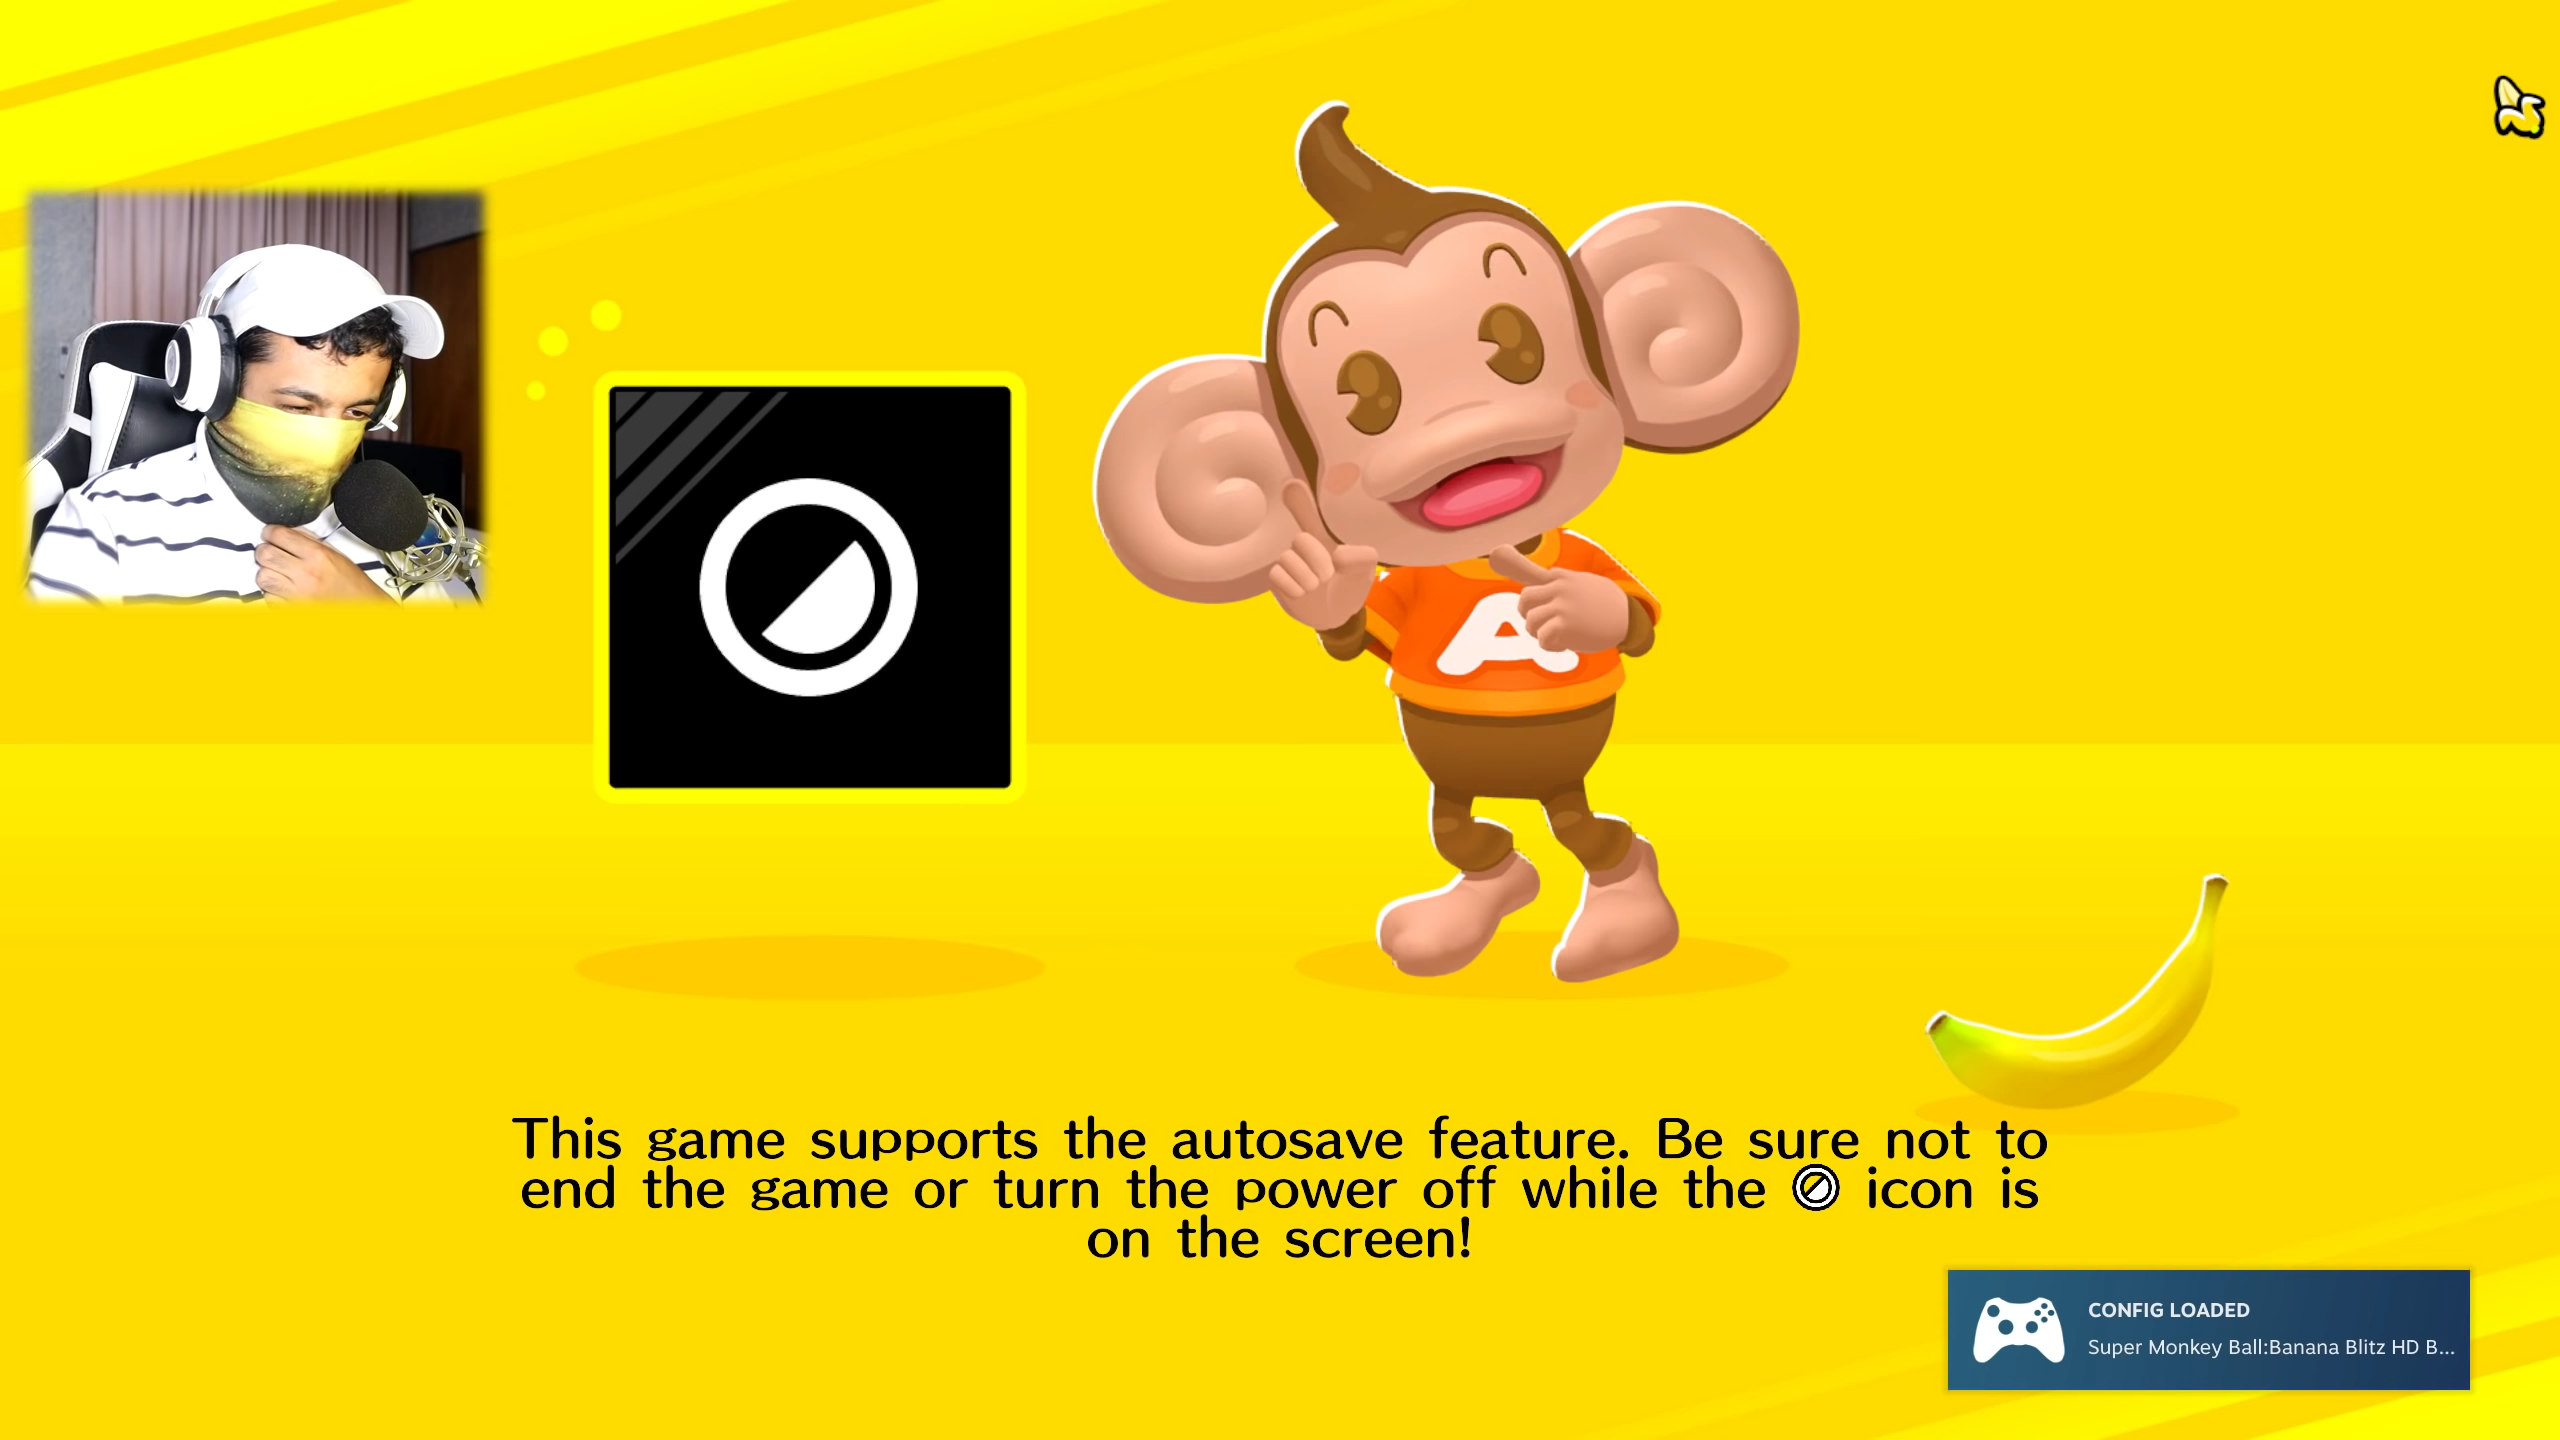 A
This game supports the autosave feature. Be sure not to
end the game or turn the power off while the icon is
on the screen!
CONFIG LOADED
Super Monkey Ball:Banana Blitz HD B...